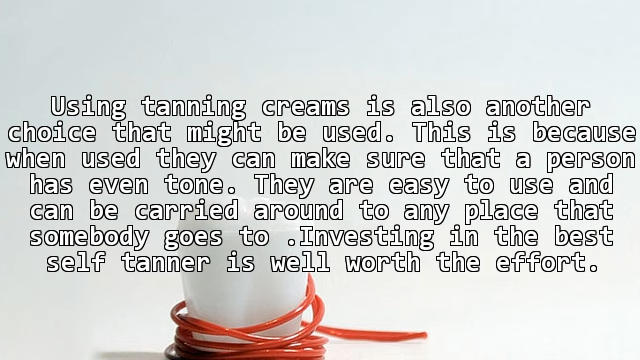 Using tanning creams is also another
choice that might be used. This is because
when used they can make sure that a person
has even tone. They are easy to use and
can be carried around to any place that
somebody goes to .Investing in the best
self tanner is well worth the effort.